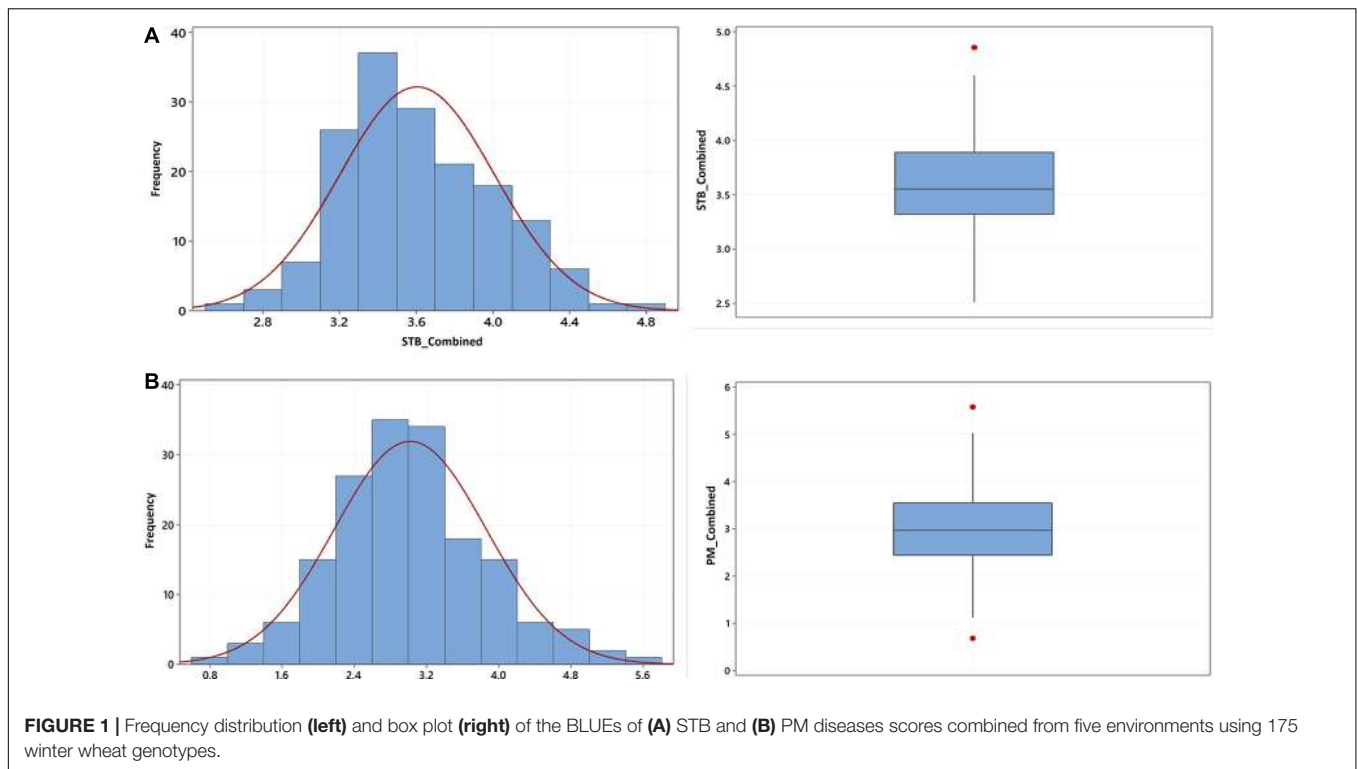 A
40
30
20
10
0
Frequency
2.8 3.2 3.6 4.0 4.4 4.8
STB_Combined
5.0
4.5
4.0
3.5
3.0
2.5
STB_Combined
B
40
30
20
10
0
Frequency
0.8 1.6 2.4 3.2 4.0 4.8 5.6
6
5
4
3
2
1
0
PM_Combined
FIGURE 1 | Frequency distribution (left) and box plot (right) of the BLUEs of (A) STB and (B) PM diseases scores combined from five environments using 175
winter wheat genotypes.